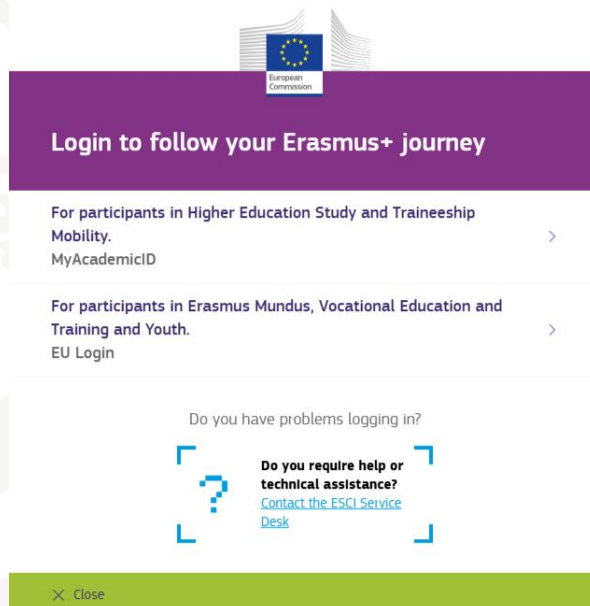 European
Commission
Login to follow your Erasmus+ journey
For participants in Higher Education Study and Traineeship
Mobility.
MyAcademicID
For participants in Erasmus Mundus, Vocational Education and
Training and Youth.
EU Login
Do you have problems logging in?
?
Do you require help or
technical assistance?
Contact the ESCI Service
Desk
Close